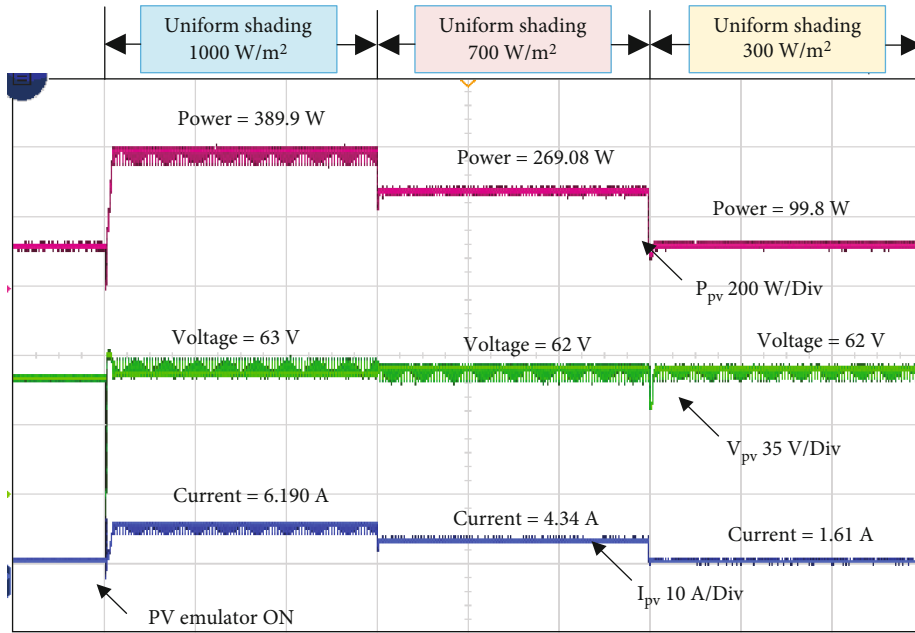 Uniform shading
1000 W/m²
Uniform shading
700 W/m²
Uniform shading
300 W/m²
Power = 389.9 W
Power = 269.08 W
Power = 99.8 W
P_pv 200 W/Div
Voltage = 63 V
Voltage = 62 V
Voltage = 62 V
V_pv 35 V/Div
Current = 6.190 A
Current = 4.34 A
Current = 1.61 A
I_pv 10 A/Div
PV emulator ON